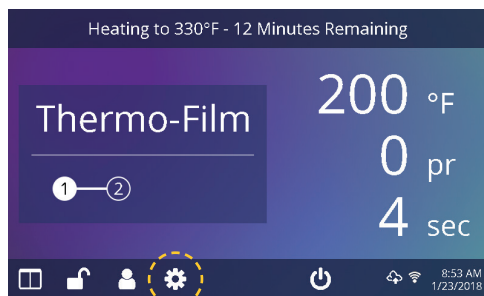 Heating to 330°F - 12 Minutes Remaining
Thermo-Film
1 2
200 °F
0 pr
4 sec
8:53 AM
1/23/2018